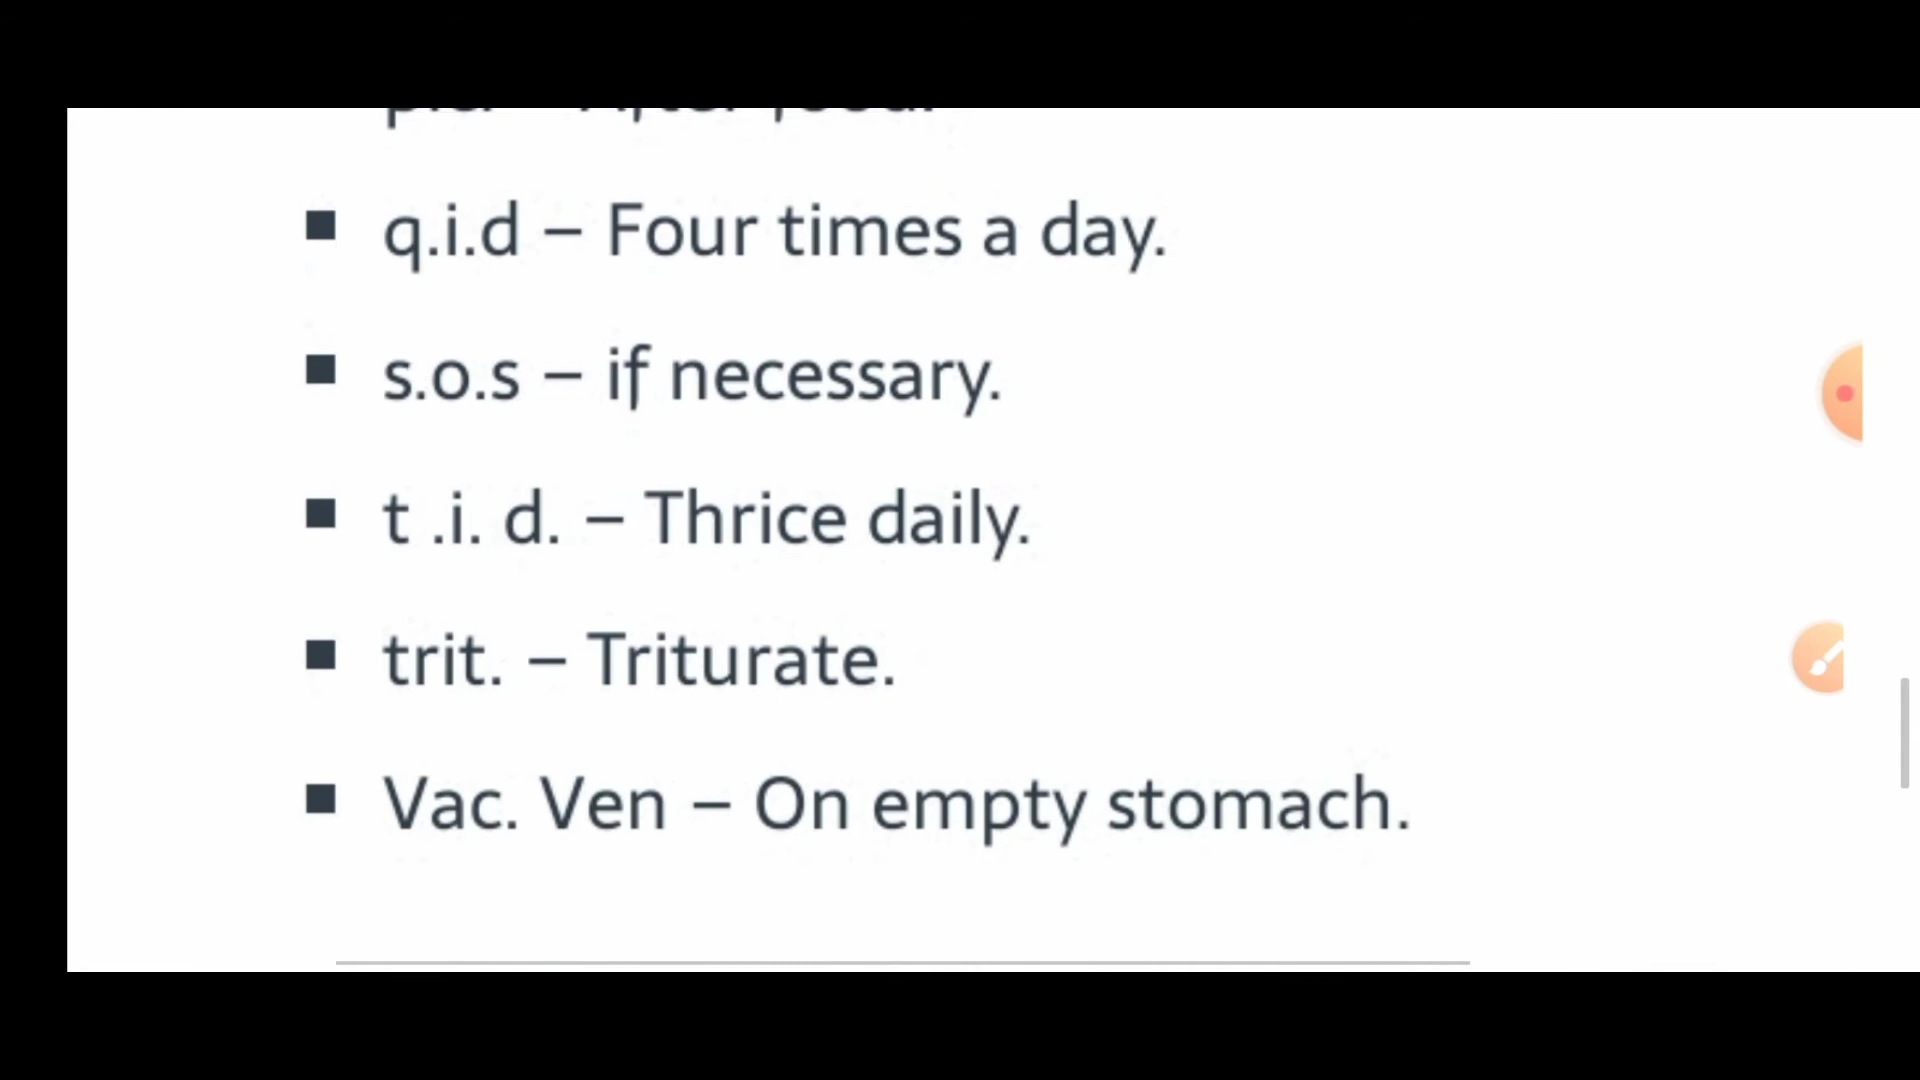 q.i.d – Four times a day.
s.o.s – if necessary.
t .i. d. – Thrice daily.
trit. – Triturate.
Vac. Ven – On empty stomach.